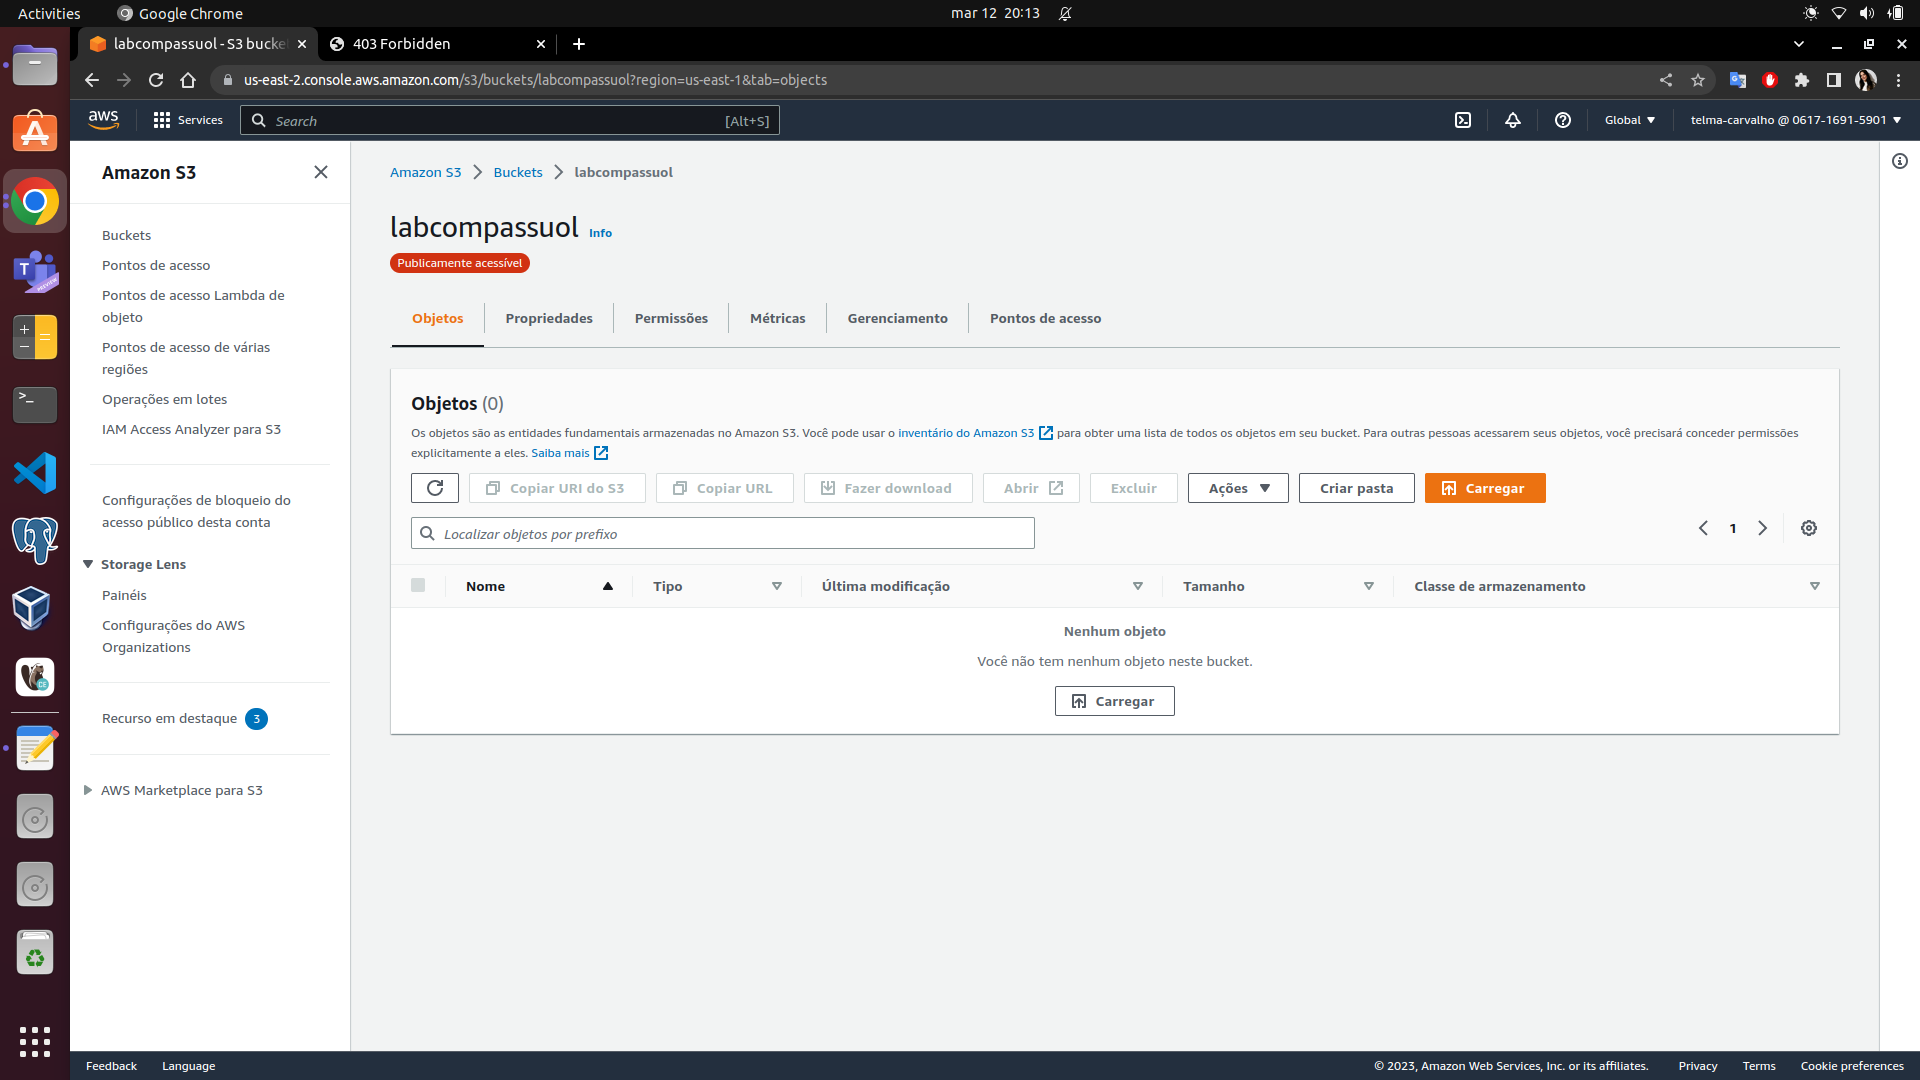 Activities
Google Chrome
mar 12 20:13
labcompassuol - S3 bucke
403 Forbidden
us-east-2.console.aws.amazon.com/s3/buckets/labcompassuol?region=us-east-1&tab=objects
aws
Services
Search
[Alt+S]
Global
telma-carvalho @ 0617-1691-5901
Amazon S3
Buckets
Pontos de acesso
Pontos de acesso Lambda de
objeto
Pontos de acesso de várias
regiões
Operações em lotes
IAM Access Analyzer para S3
Configurações de bloqueio do
acesso público desta conta
Storage Lens
Painéis
Configurações do AWS
Organizations
Recurso em destaque 3
AWS Marketplace para S3
Amazon S3 Buckets labcompassuol
labcompassuol Info
Publicamente acessível
Objetos Propriedades Permissões Métricas Gerenciamento Pontos de acesso
Objetos (0)
Os objetos são as entidades fundamentais armazenadas no Amazon S3. Você pode usar o inventário do Amazon S3 para obter uma lista de todos os objetos em seu bucket. Para outras pessoas acessarem seus objetos, você precisará conceder permissões
explicitamente a eles. Saiba mais
Copiar URI do S3 Copiar URL Fazer download Abrir Excluir Ações Criar pasta Carregar
Localizar objetos por prefixo
1
Nome Tipo Última modificação Tamanho Classe de armazenamento
Nenhum objeto
Você não tem nenhum objeto neste bucket.
Carregar
Feedback Language
© 2023, Amazon Web Services, Inc. or its affiliates. Privacy Terms Cookie preferences